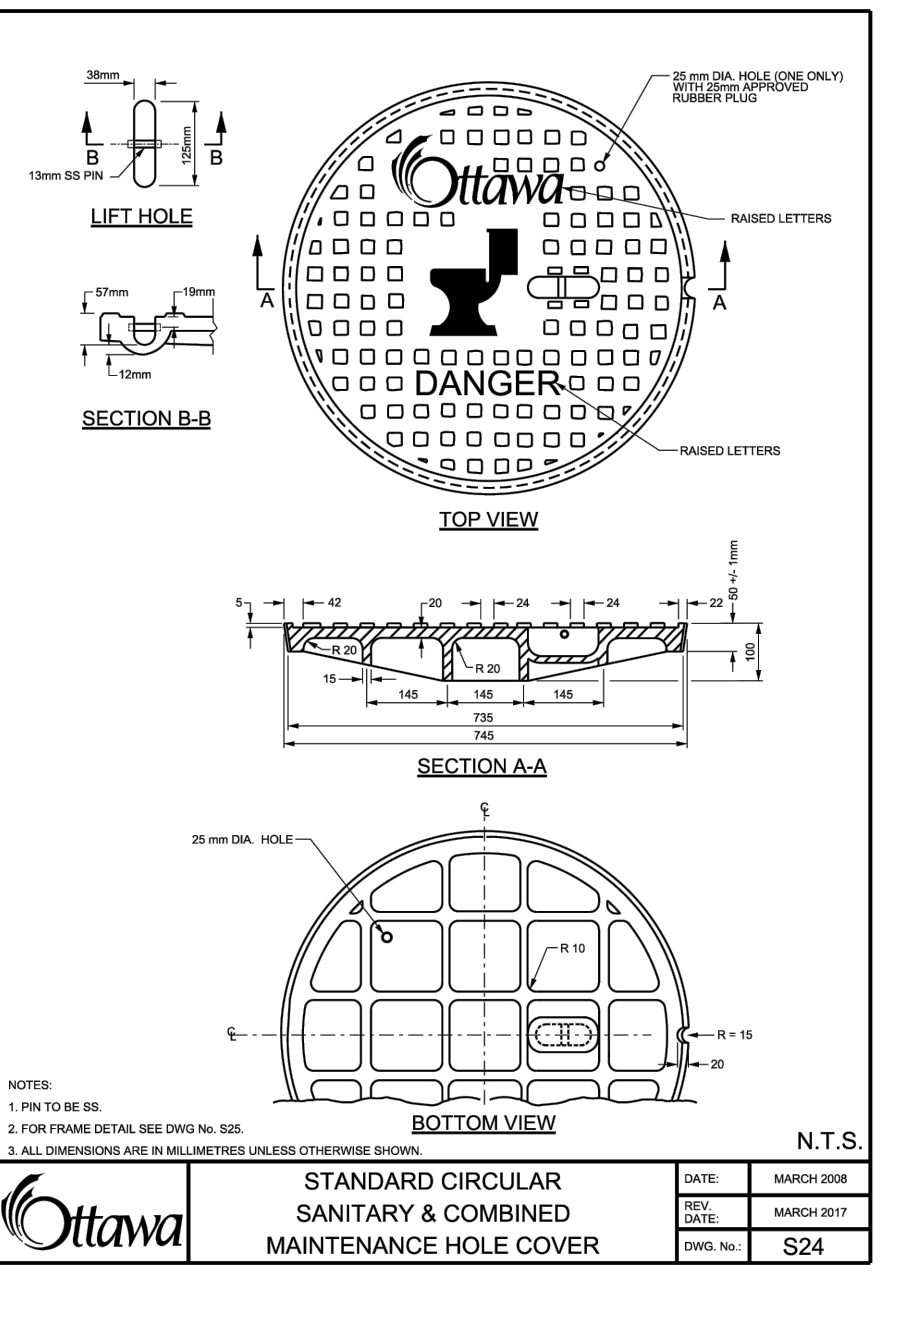 38mm
125mm
B
B
13mm SS PIN
LIFT HOLE
25 mm DIA. HOLE (ONE ONLY)
WITH 25mm APPROVED
RUBBER PLUG
Ottawa
RAISED LETTERS
A
A
57mm
19mm
12mm
SECTION B-B
DANGER
RAISED LETTERS
TOP VIEW
5
42
20
24
24
22
50 +/- 1mm
100
R 20
R 20
15
145
145
145
735
745
SECTION A-A
25 mm DIA. HOLE
R 10
R = 15
20
BOTTOM VIEW
NOTES:
1. PIN TO BE SS.
2. FOR FRAME DETAIL SEE DWG No. S25.
3. ALL DIMENSIONS ARE IN MILLIMETRES UNLESS OTHERWISE SHOWN.
N.T.S.
Ottawa
STANDARD CIRCULAR
SANITARY & COMBINED
MAINTENANCE HOLE COVER
DATE: MARCH 2008
REV.
DATE: MARCH 2017
DWG. No.: S24